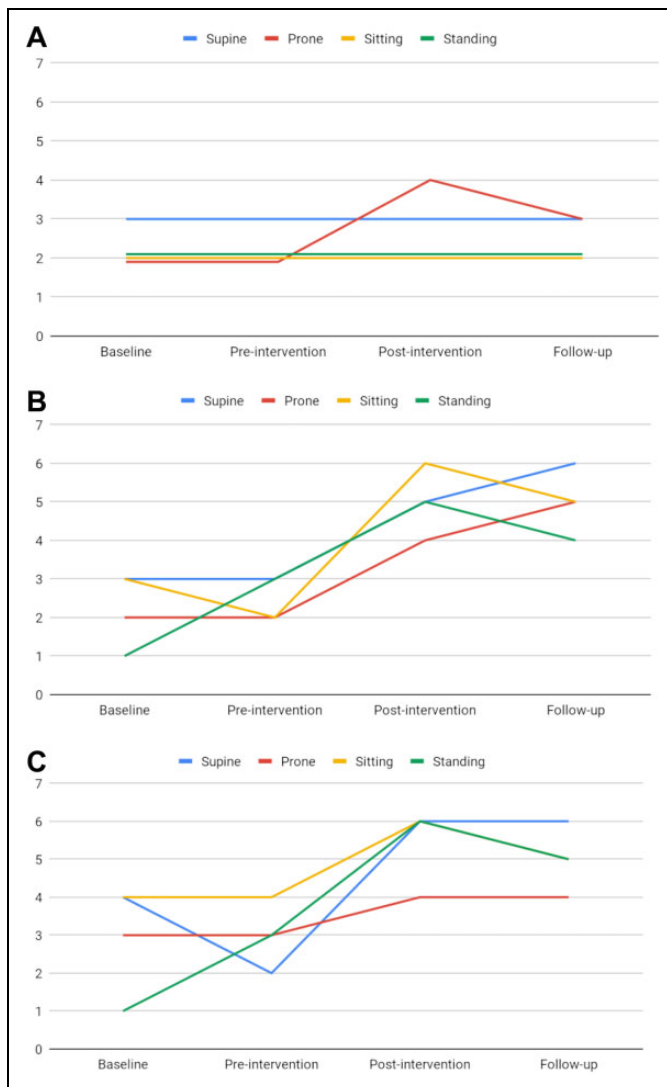 A
Supine Prone Sitting Standing
7
6
5
4
3
2
1
0
Baseline Pre-intervention Post-intervention Follow-up
B
Supine Prone Sitting Standing
7
6
5
4
3
2
1
0
Baseline Pre-intervention Post-intervention Follow-up
C
Supine Prone Sitting Standing
7
6
5
4
3
2
1
0
Baseline Pre-intervention Post-intervention Follow-up